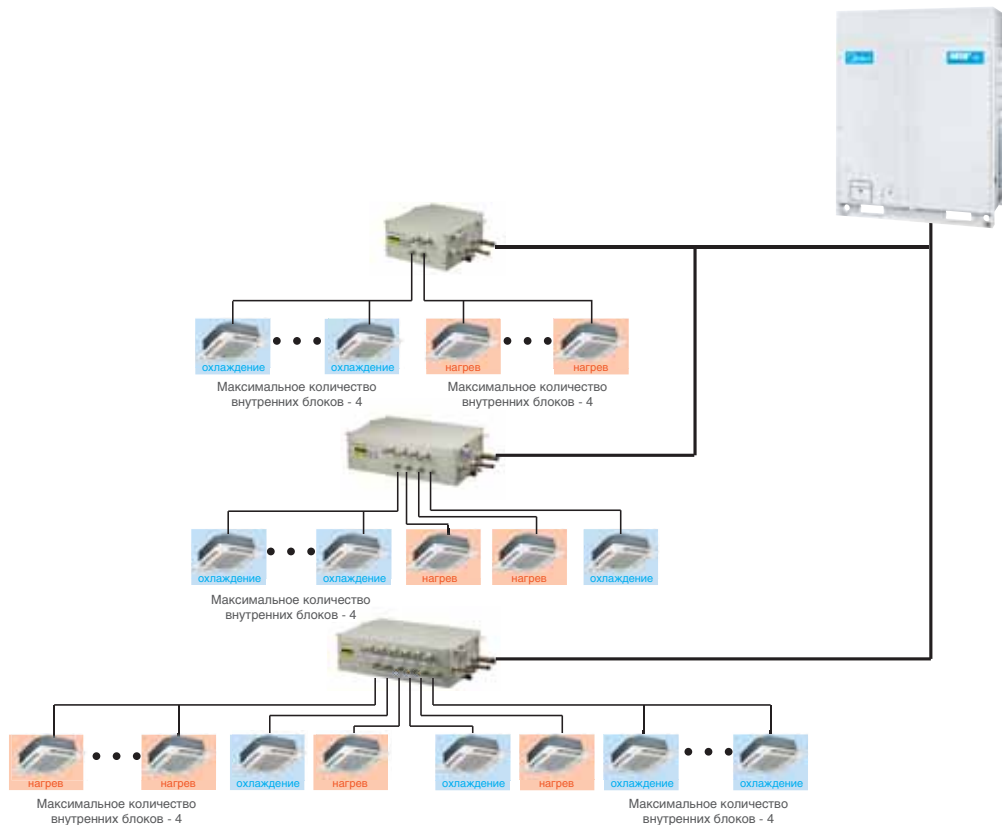 Midea
охлаждение
охлаждение
нагрев
нагрев
Максимальное количество
внутренних блоков - 4
Максимальное количество
внутренних блоков - 4
охлаждение
охлаждение
нагрев
нагрев
охлаждение
Максимальное количество
внутренних блоков - 4
нагрев
нагрев
охлаждение
нагрев
охлаждение
нагрев
охлаждение
охлаждение
Максимальное количество
внутренних блоков - 4
Максимальное количество
внутренних блоков - 4